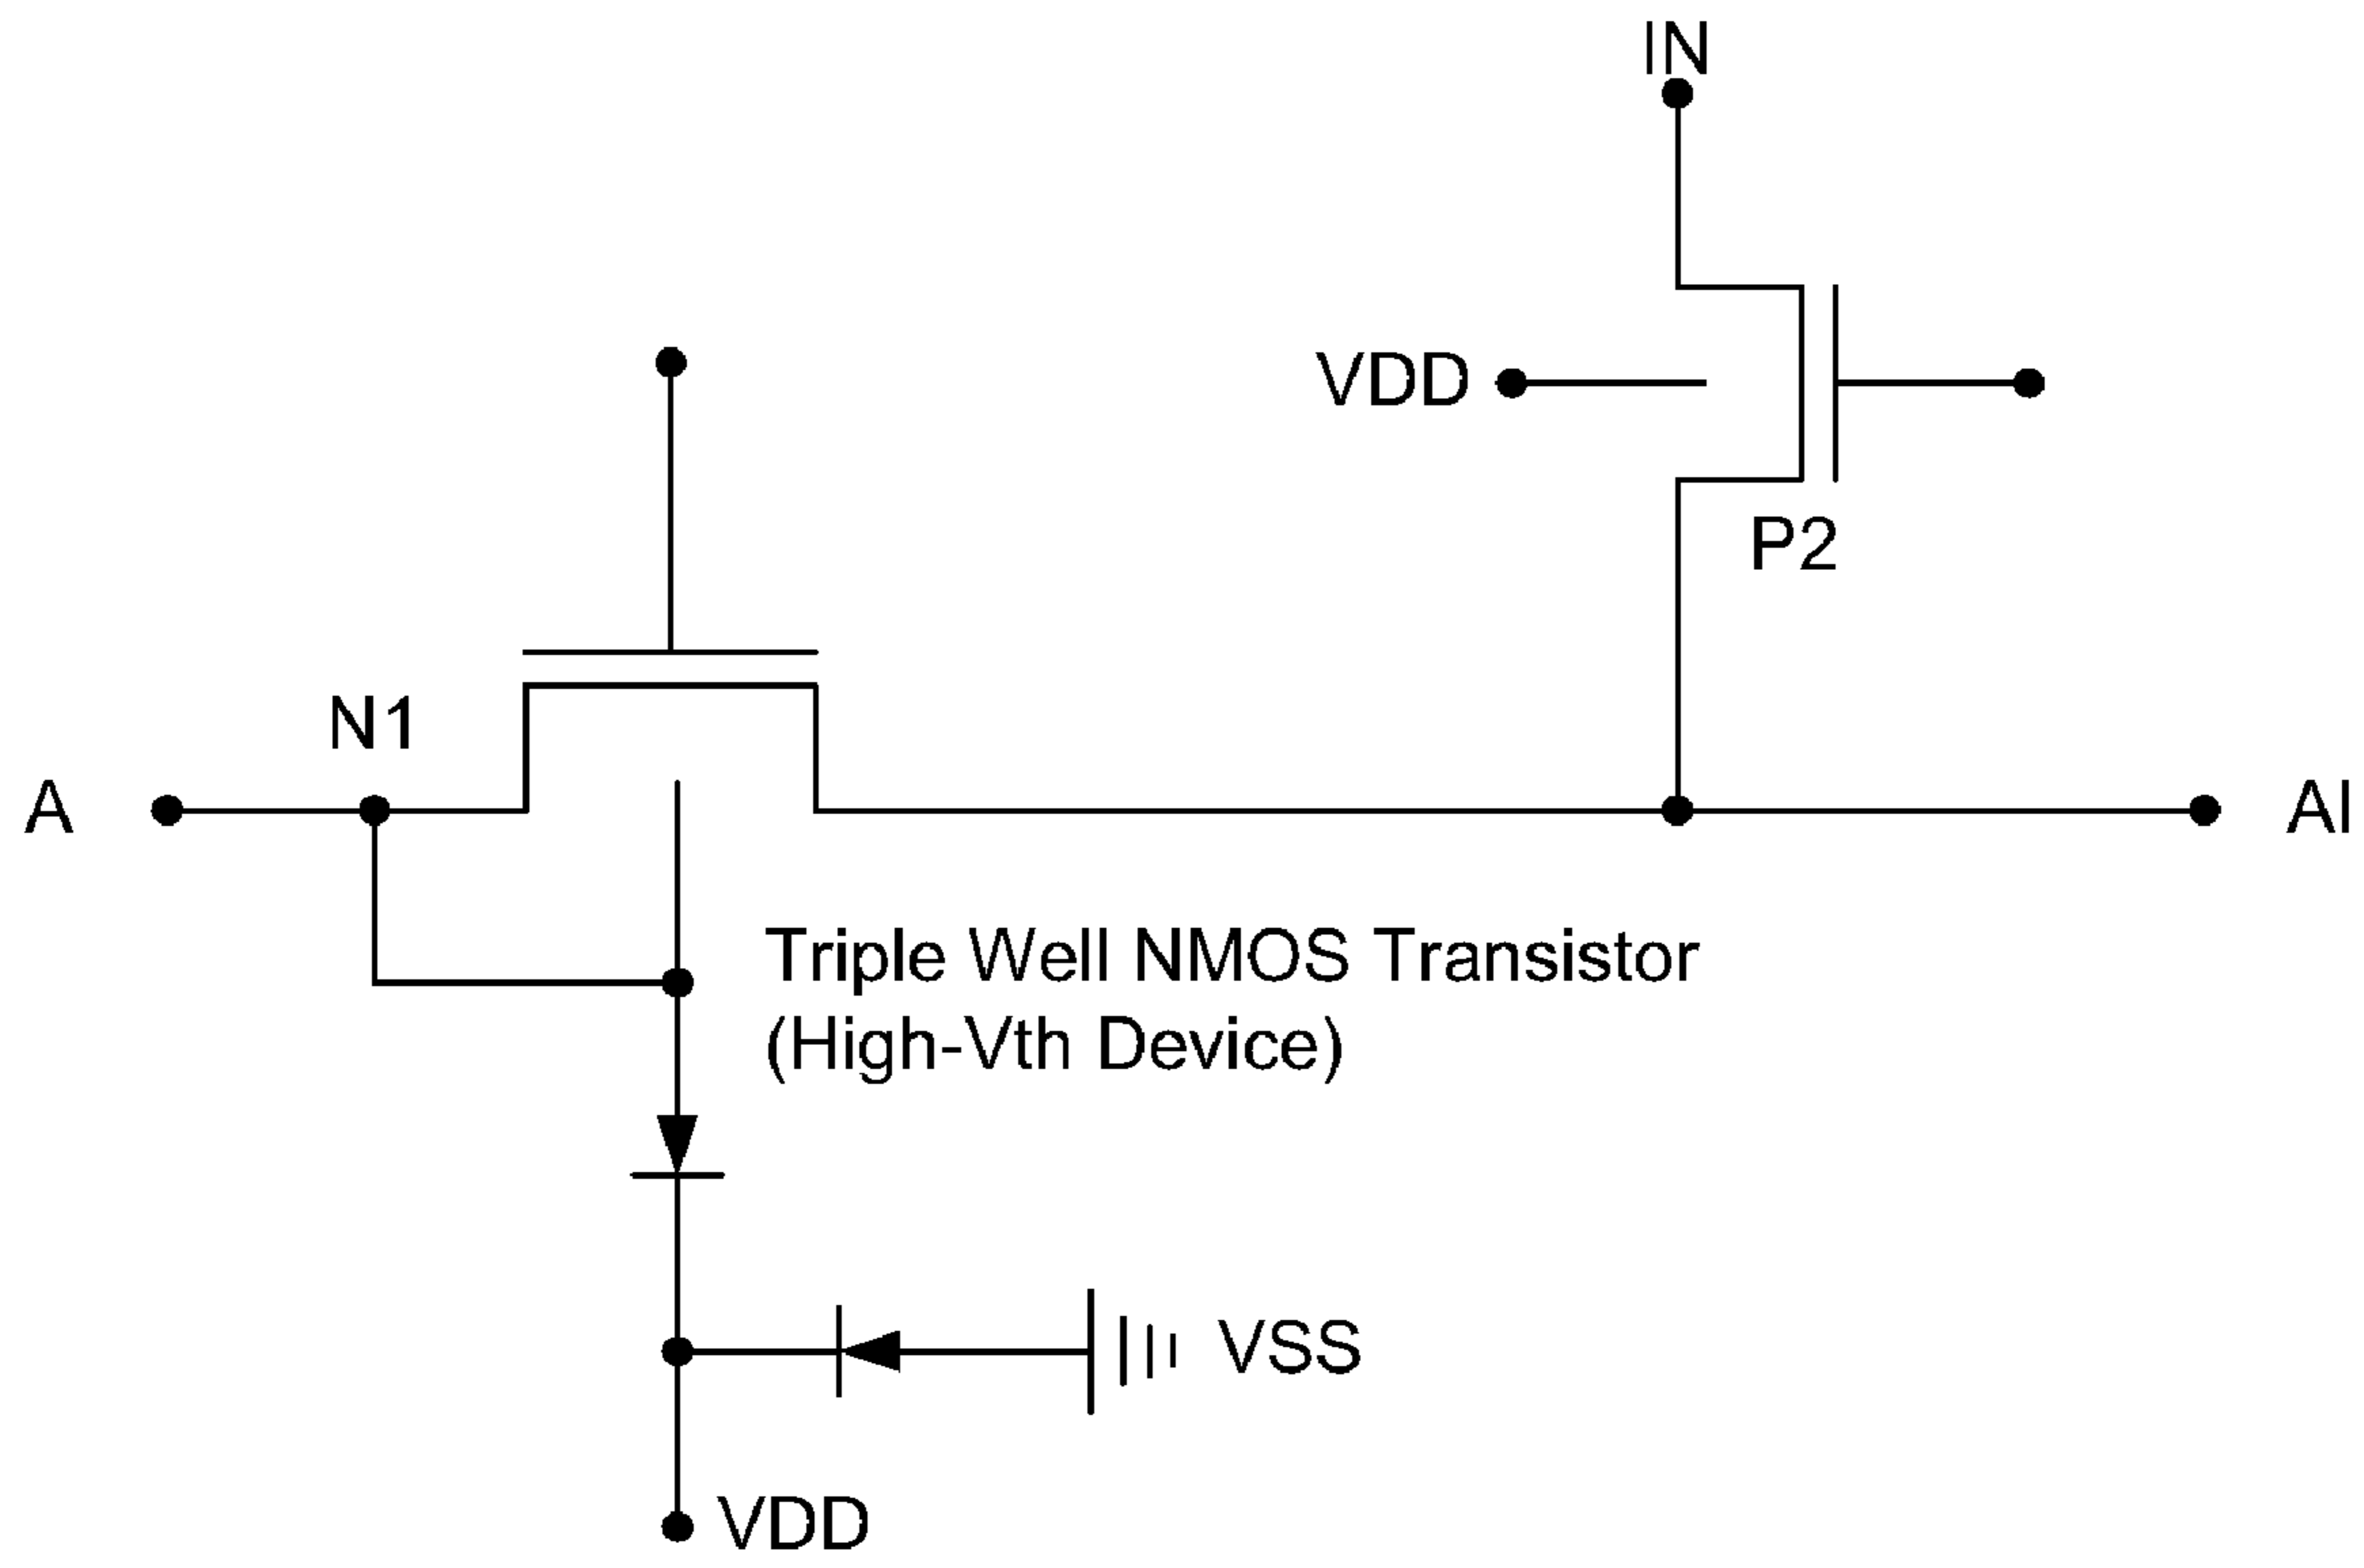 IN
VDD
P2
N1
A
AI
Triple Well NMOS Transistor
(High-Vth Device)
VSS
VDD